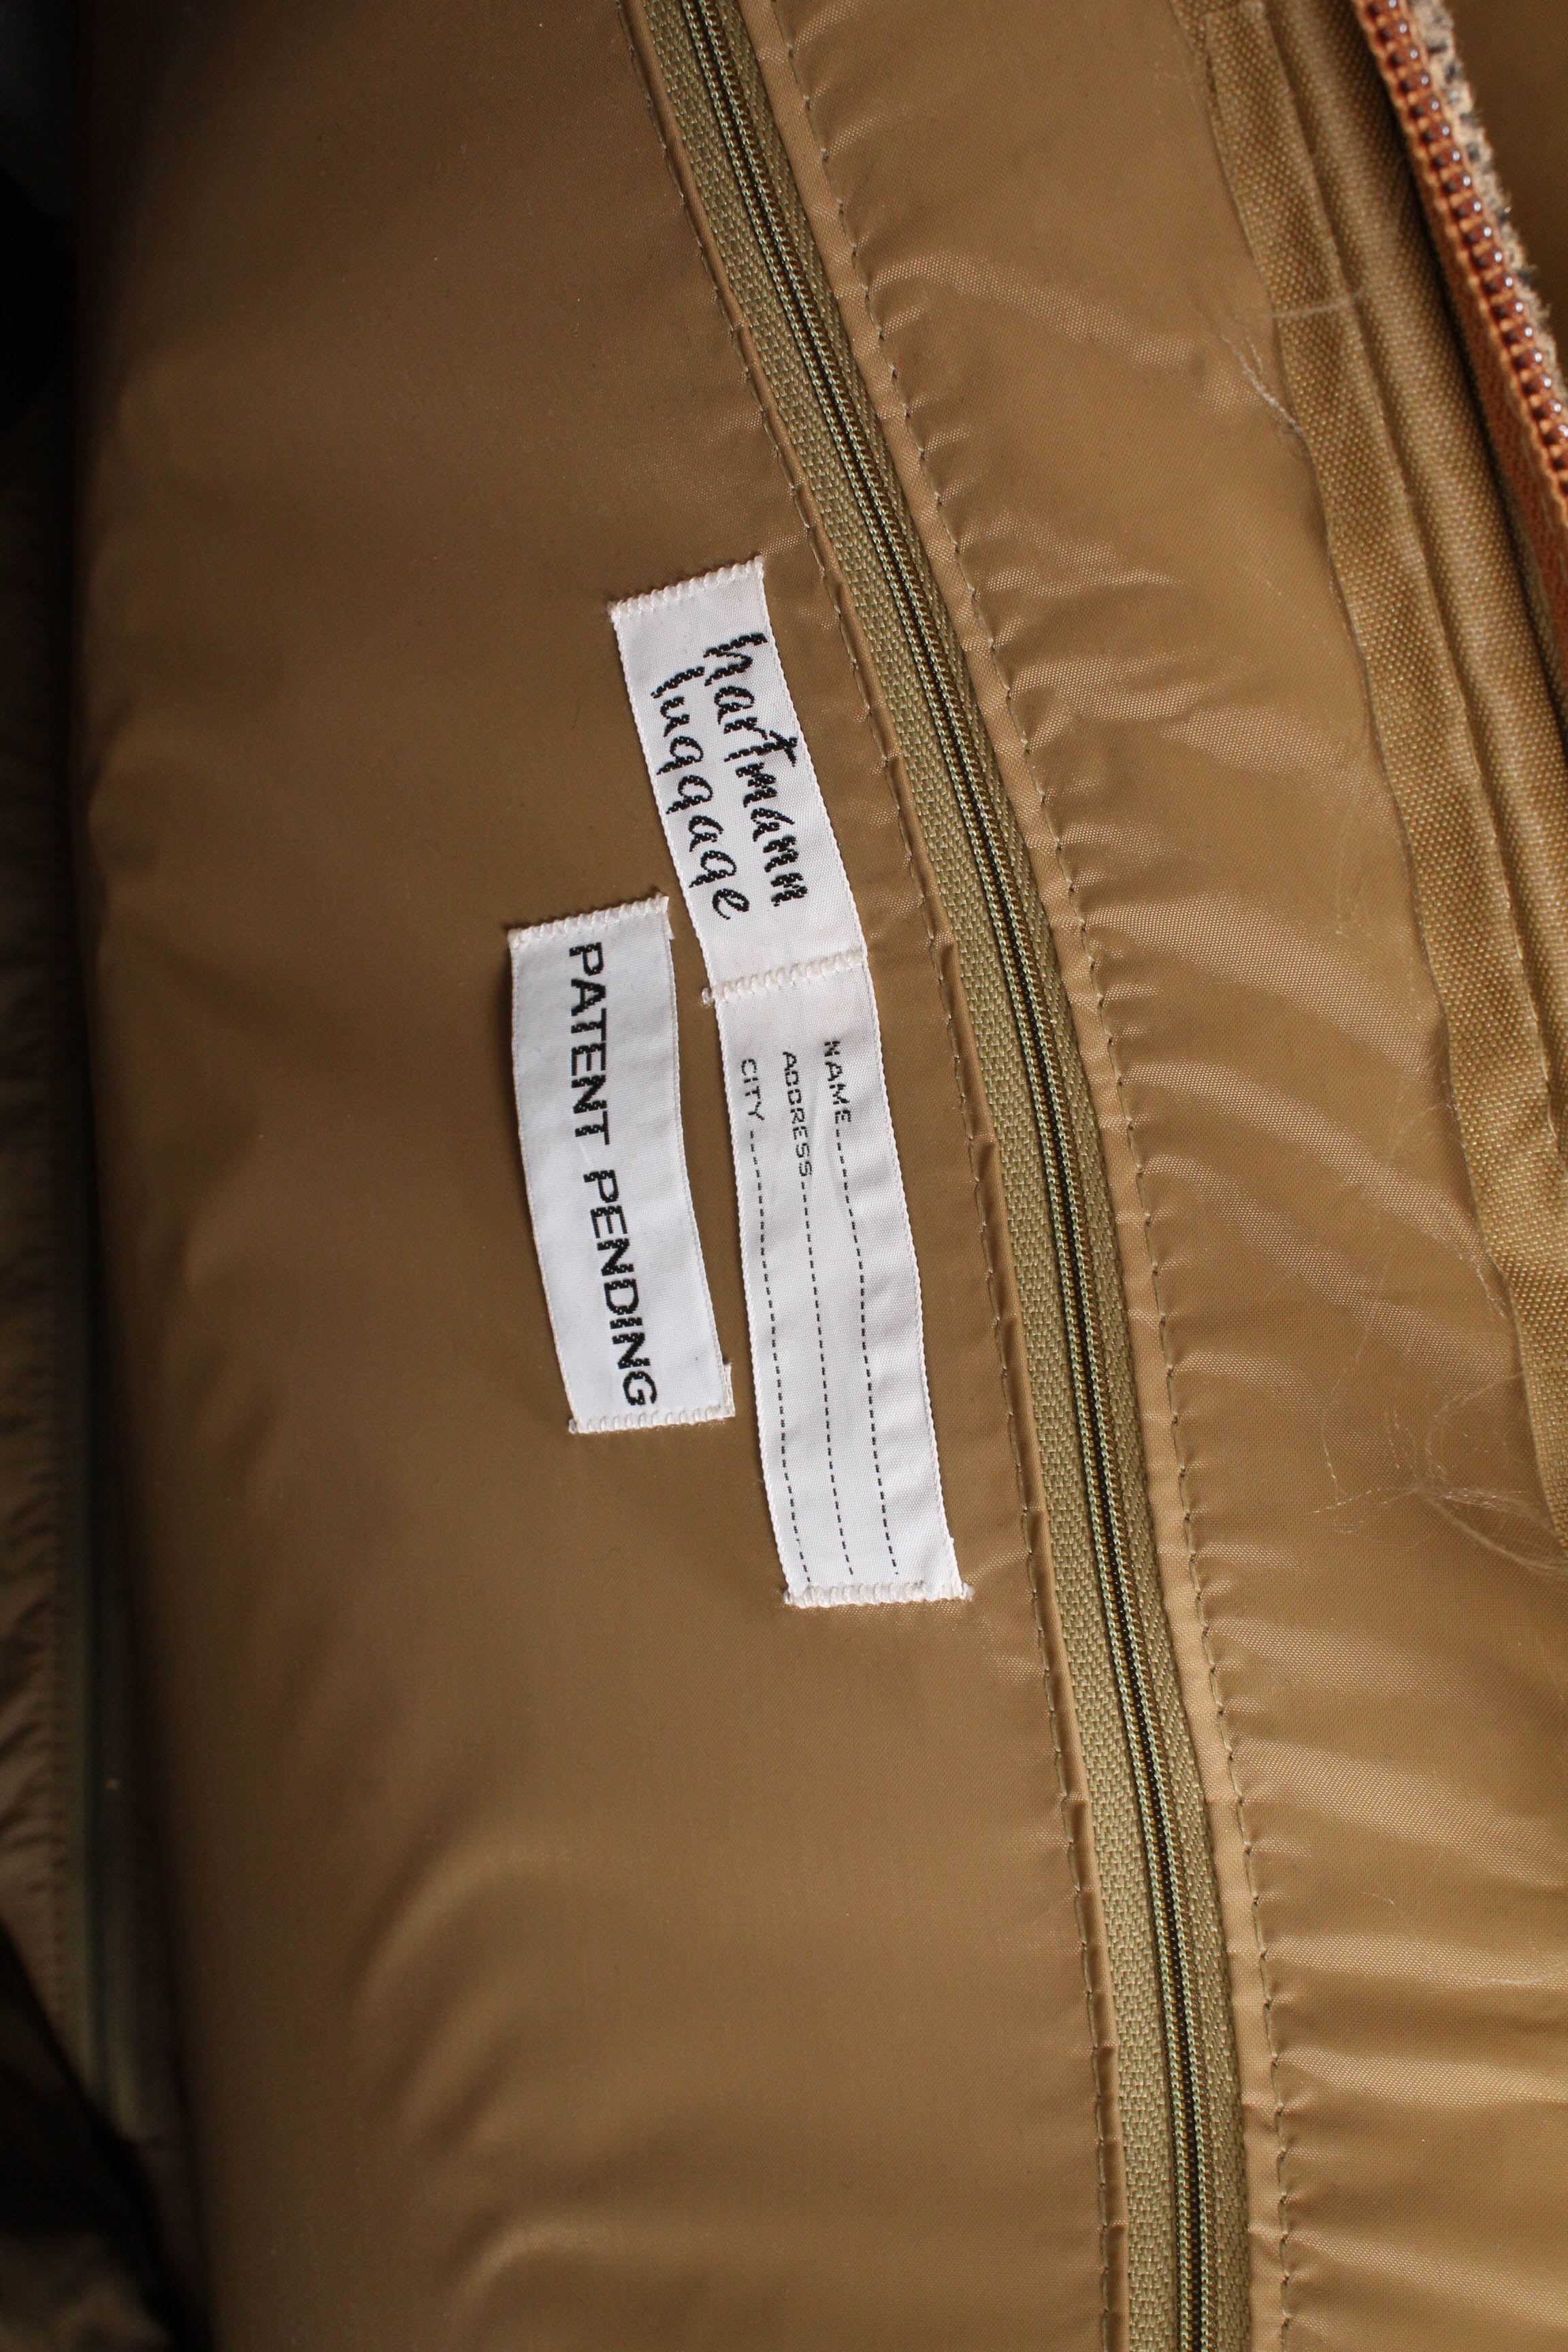 hartmann
luggage
NAME
ADDRESS
CITY
PATENT PENDING